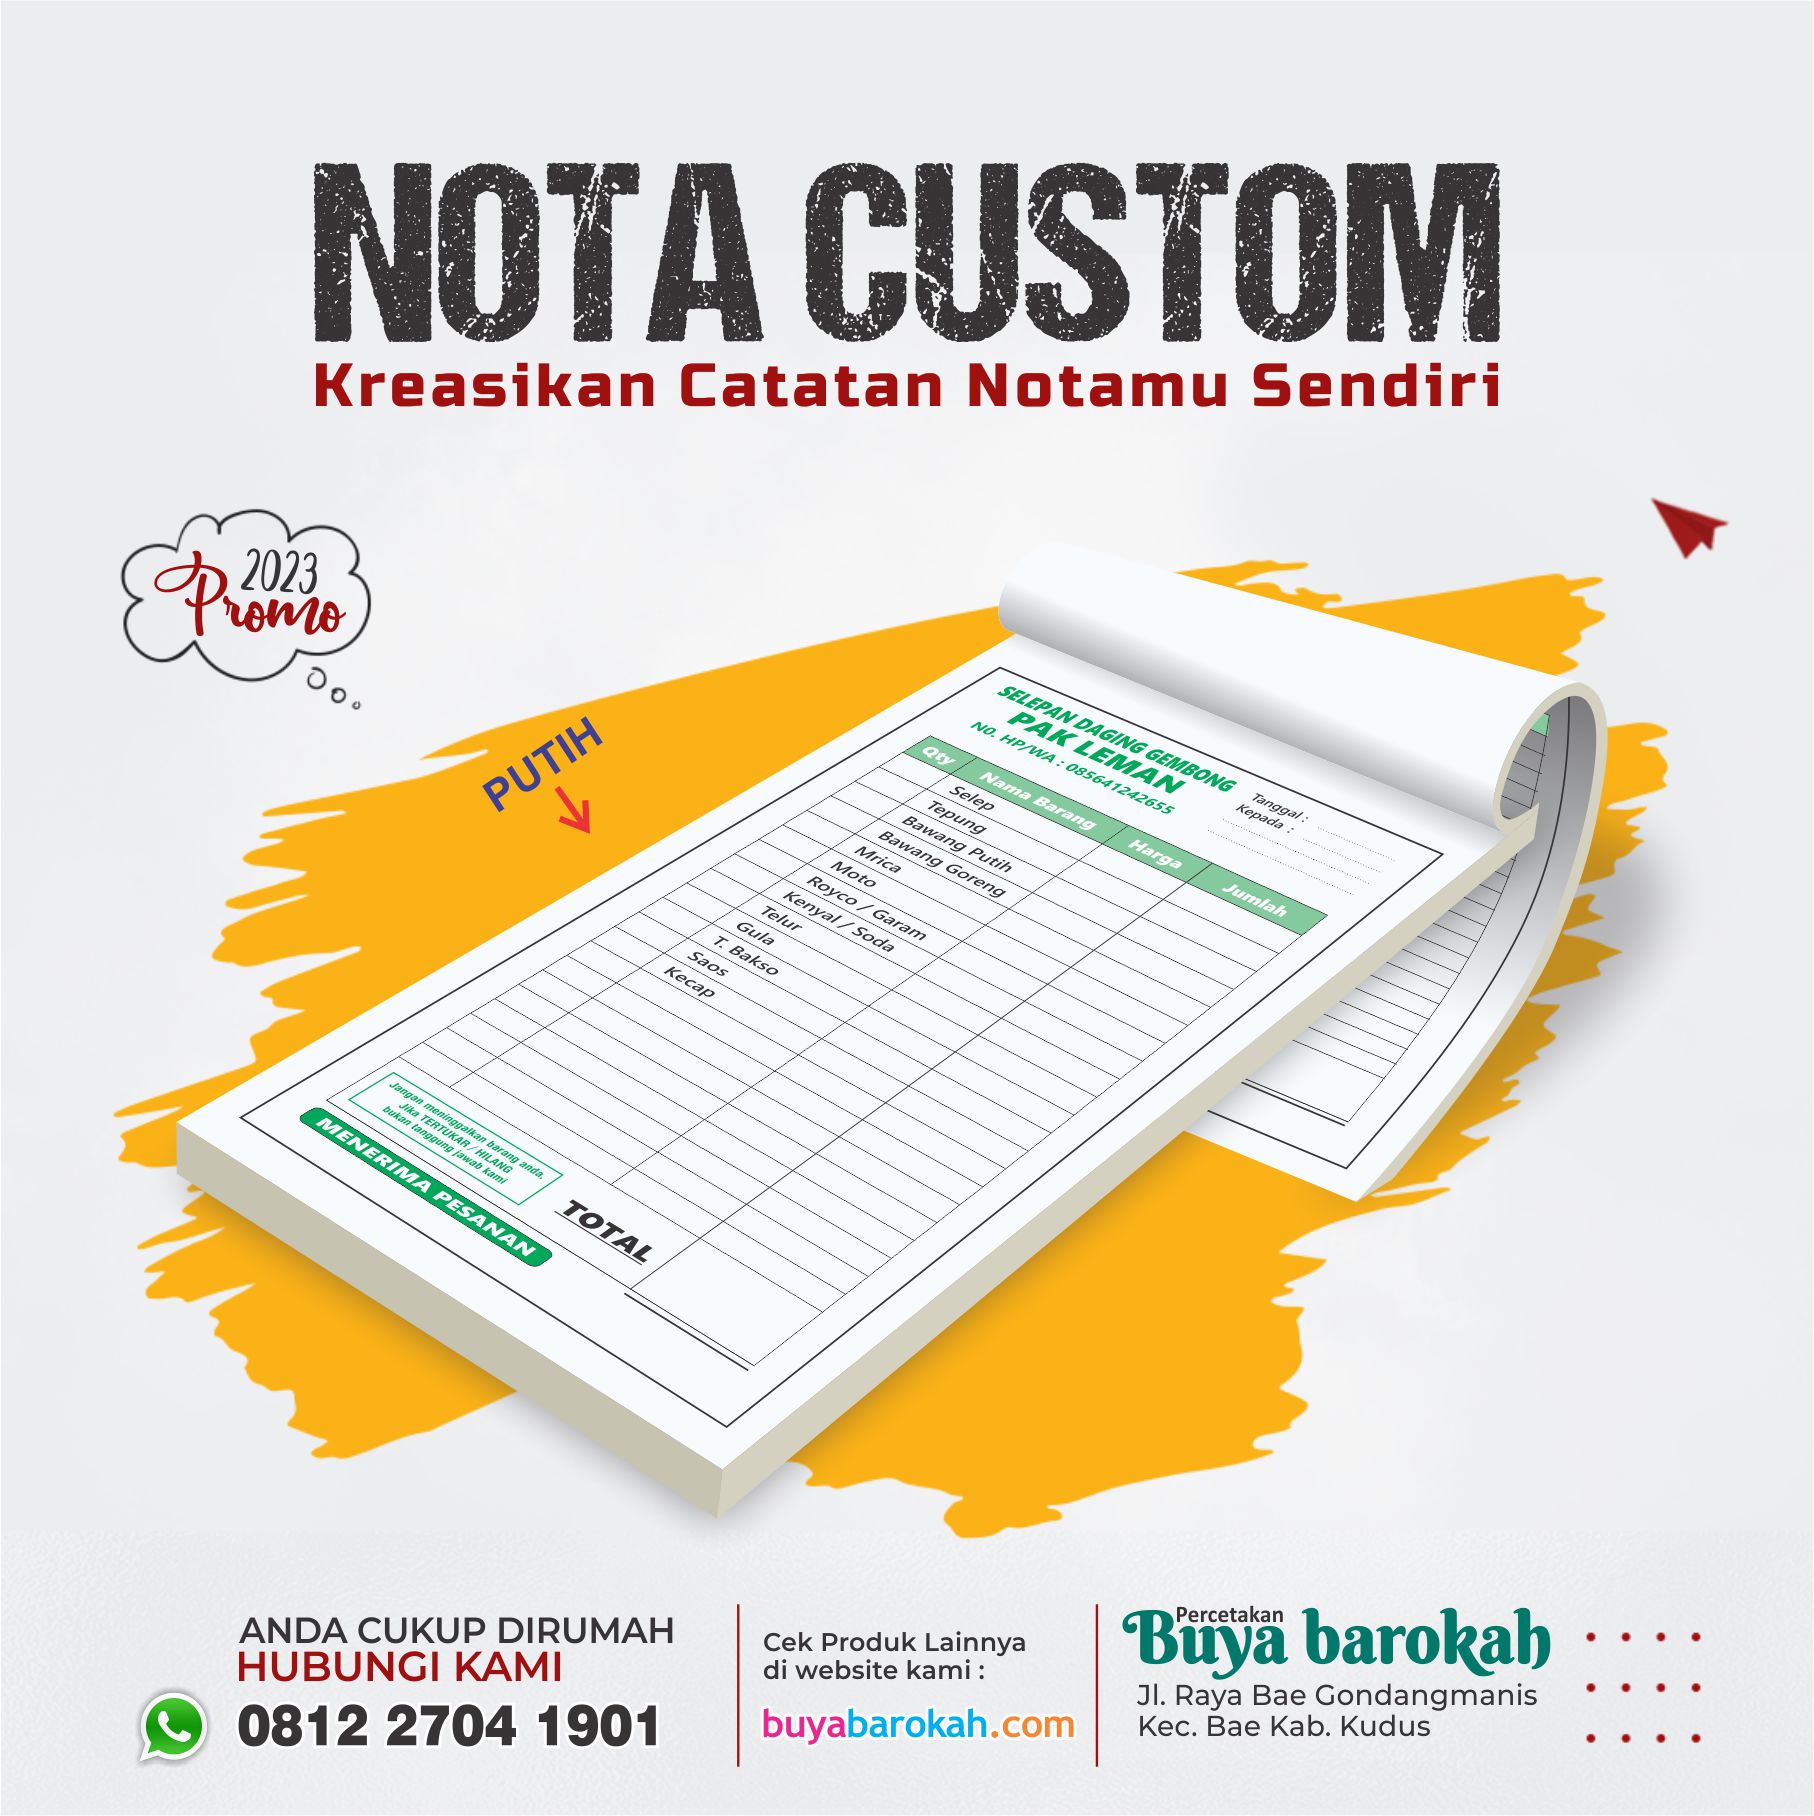 NOTA CUSTOM
Kreasikan Catatan Notamu Sendiri
2023
Promo
PUTIH
SELEPAN DAGING GEMBONG
PAK LEMAN
NO. HP/WA : 085641242655
Tanggal :
Kepada :
Qty Nama Barang Harga Jumlah
Selep
Tepung
Bawang Putih
Bawang Goreng
Mrica
Moto
Royco / Garam
Kenyal / Soda
Telur
Gula
T. Bakso
Saos
Kecap
Jangan meninggalkan barang anda,
Jika TERTUKAR / HILANG
bukan tanggung jawab kami
TOTAL
MENERIMA PESANAN
ANDA CUKUP DIRUMAH
HUBUNGI KAMI
0812 2704 1901
Cek Produk Lainnya
di website kami :
buyabarokah.com
Percetakan
Buya barokah
Jl. Raya Bae Gondangmanis
Kec. Bae Kab. Kudus